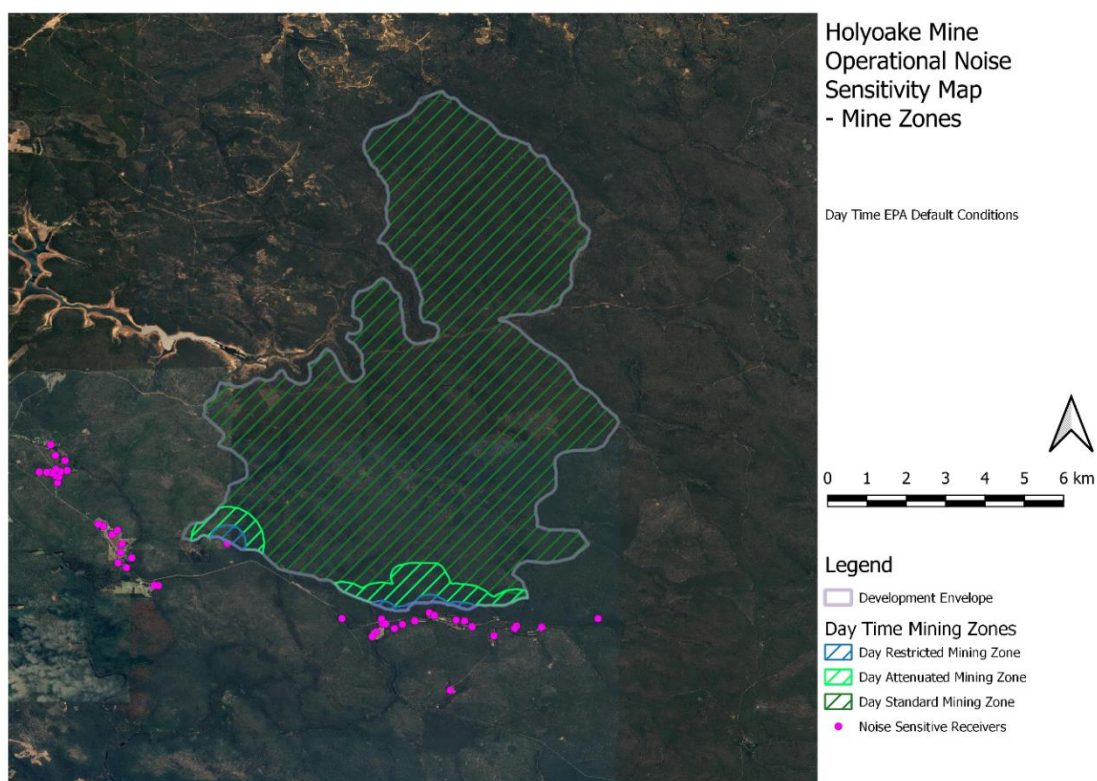 Holyoake Mine
Operational Noise
Sensitivity Map
- Mine Zones
Day Time EPA Default Conditions
0 1 2 3 4 5 6 km
Legend
Development Envelope
Day Time Mining Zones
Day Restricted Mining Zone
Day Attenuated Mining Zone
Day Standard Mining Zone
Noise Sensitive Receivers